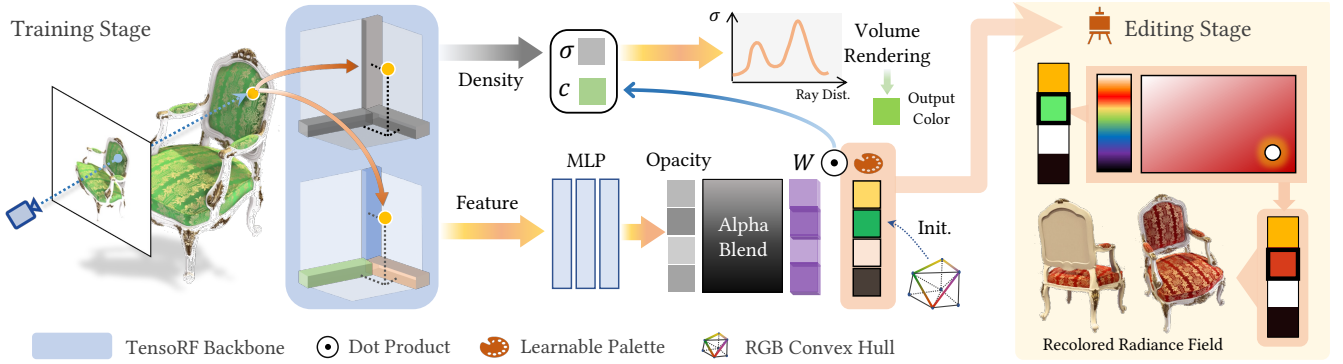 Training Stage
Density
σ
c
σ
Ray Dist.
Volume
Rendering
Output
Color
Editing Stage
Feature
MLP
Opacity
Alpha
Blend
W
Init.
Recolored Radiance Field
TensoRF Backbone
Dot Product
Learnable Palette
RGB Convex Hull